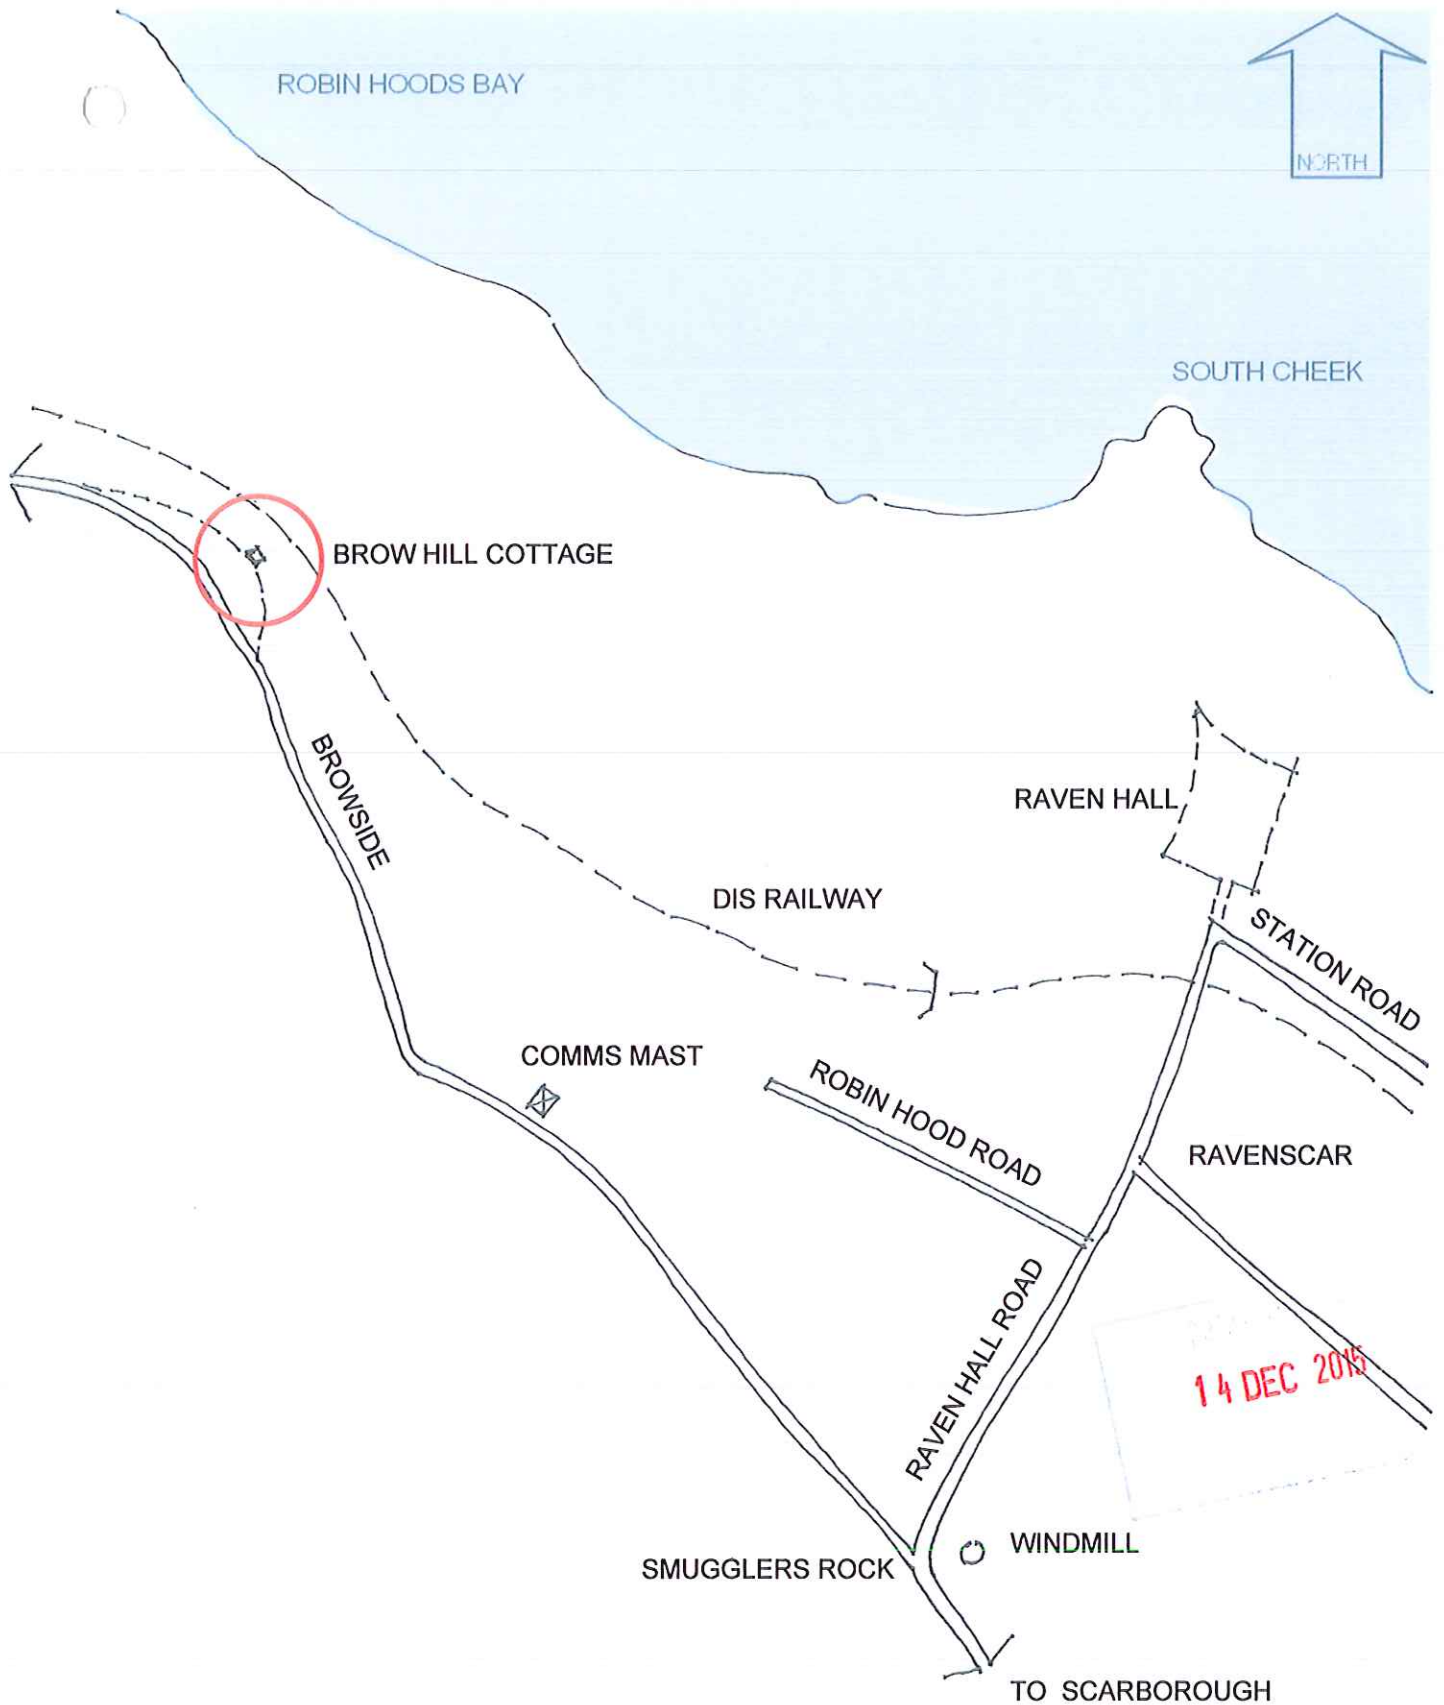 ROBIN HOODS BAY
NORTH
SOUTH CHEEK
BROW HILL COTTAGE
BROWSIDE
RAVEN HALL
DIS RAILWAY
STATION ROAD
COMMS MAST
ROBIN HOOD ROAD
RAVENSCAR
RAVEN HALL ROAD
14 DEC 2015
WINDMILL
SMUGGLERS ROCK
TO SCARBOROUGH